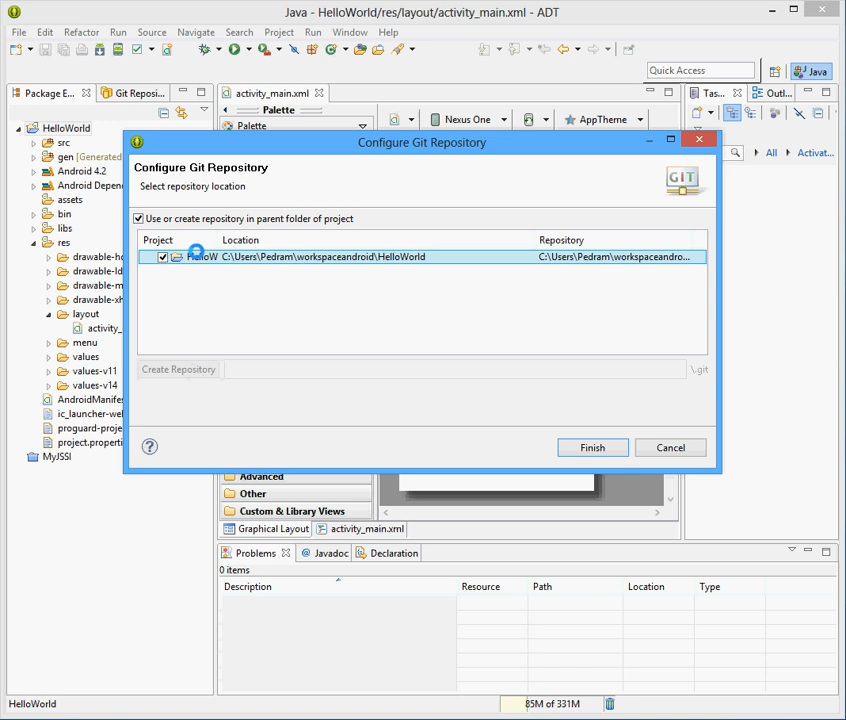 Java - HelloWorld/res/layout/activity_main.xml - ADT
File Edit Refactor Run Source Navigate Search Project Run Window Help
Quick Access
Java
Package E...
Git Reposi...
activity_main.xml
Tas...
Outl...
Palette
Palette
Nexus One
AppTheme
All
Activat...
HelloWorld
src
gen [Generated
Android 4.2
Android Depen
assets
bin
libs
res
drawable-hd
drawable-ld
drawable-m
drawable-xh
layout
activity_
menu
values
values-v11
values-v14
AndroidManifes
ic_launcher-web
proguard-proje
project.properti
MyJSSI
Configure Git Repository
Configure Git Repository
Select repository location
GIT
Use or create repository in parent folder of project
Project Location Repository
HelloW C:\Users\Pedram\workspaceandroid\HelloWorld C:\Users\Pedram\workspaceandro...
Create Repository
\.git
?
Finish
Cancel
Advanced
Other
Custom & Library Views
Graphical Layout
activity_main.xml
Problems
@ Javadoc
Declaration
0 items
Description Resource Path Location Type
HelloWorld
85M of 331M